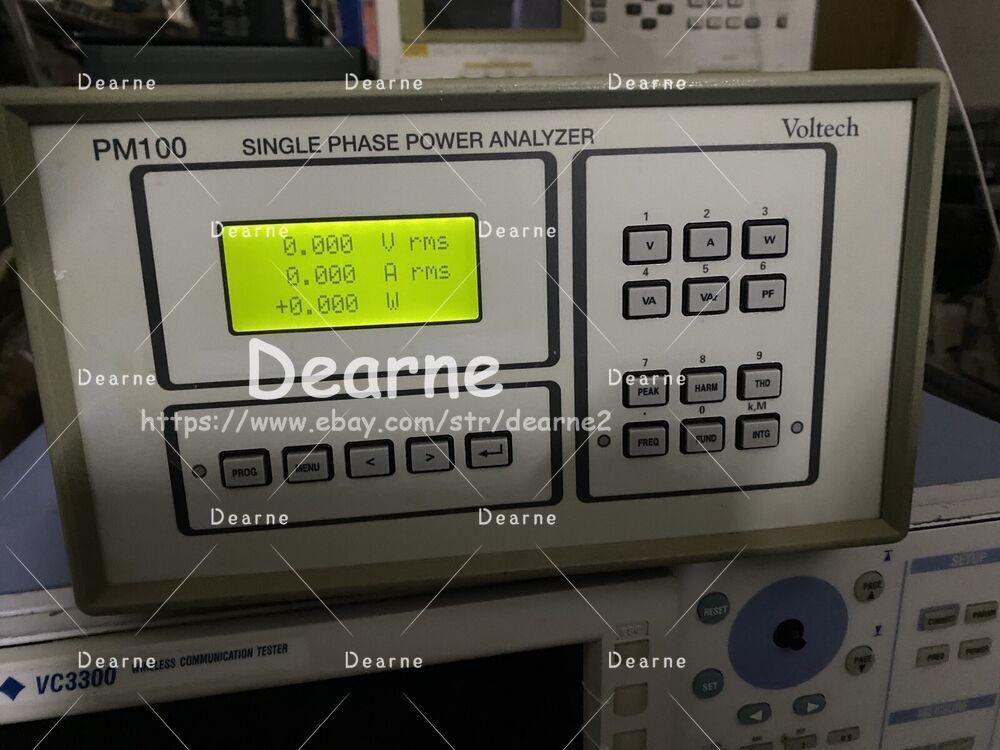 Dearne Dearne Dearne
PM100 SINGLE PHASE POWER ANALYZER Voltech
Dearne Dearne
0.000 V rms
0.000 A rms
+0.000 W
1 2 3
V A W
4 5 6
VA VAr PF
Dearne
https://www.ebay.com/str/dearne2
Dearne Dearne
7 8 9
PEAK HARM THD
. 0 k,M
FREQ FUND INTG
PROG MENU < >
Dearne Dearne
VC3300 WIRELESS COMMUNICATION TESTER
Dearne Dearne Dearne
RESET
SET
PAGE
PAGE
SETUP